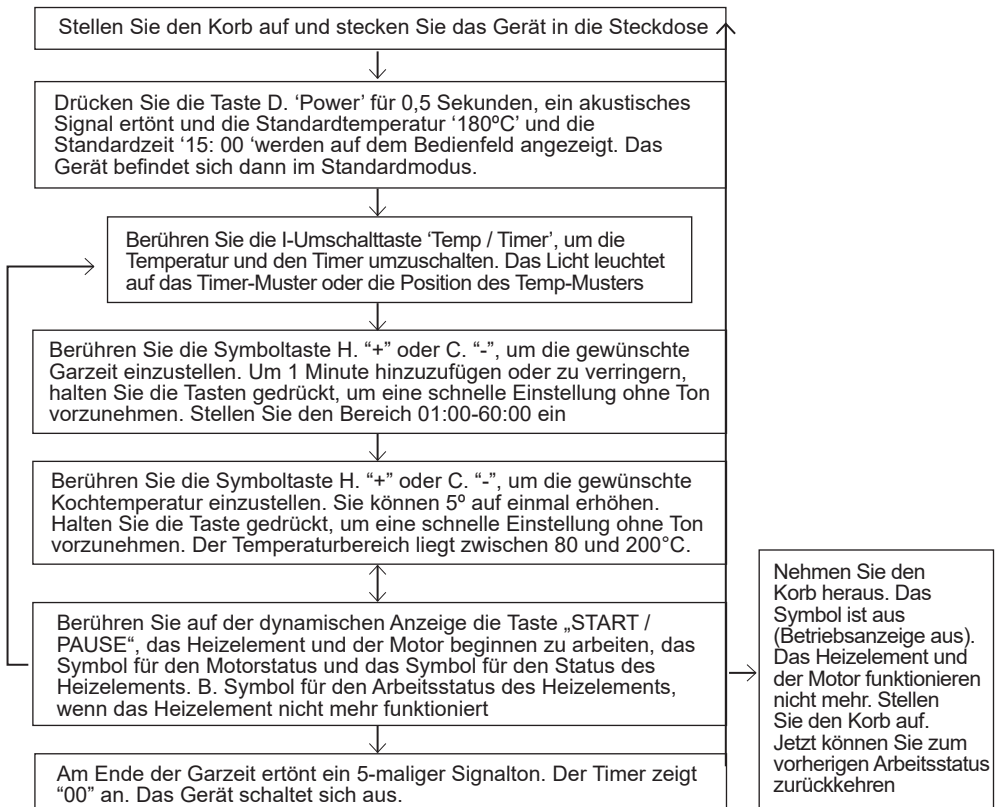 Stellen Sie den Korb auf und stecken Sie das Gerät in die Steckdose
Drücken Sie die Taste D. ‘Power’ für 0,5 Sekunden, ein akustisches
Signal ertönt und die Standardtemperatur ‘180ºC’ und die
Standardzeit ‘15: 00 ‘werden auf dem Bedienfeld angezeigt. Das
Gerät befindet sich dann im Standardmodus.
Berühren Sie die I-Umschalttaste ‘Temp / Timer’, um die
Temperatur und den Timer umzuschalten. Das Licht leuchtet
auf das Timer-Muster oder die Position des Temp-Musters
Berühren Sie die Symboltaste H. “+” oder C. “-”, um die gewünschte
Garzeit einzustellen. Um 1 Minute hinzuzufügen oder zu verringern,
halten Sie die Tasten gedrückt, um eine schnelle Einstellung ohne Ton
vorzunehmen. Stellen Sie den Bereich 01:00-60:00 ein
Berühren Sie die Symboltaste H. “+” oder C. “-”, um die gewünschte
Kochtemperatur einzustellen. Sie können 5º auf einmal erhöhen.
Halten Sie die Taste gedrückt, um eine schnelle Einstellung ohne Ton
vorzunehmen. Der Temperaturbereich liegt zwischen 80 und 200°C.
Berühren Sie auf der dynamischen Anzeige die Taste „START /
PAUSE“, das Heizelement und der Motor beginnen zu arbeiten, das
Symbol für den Motorstatus und das Symbol für den Status des
Heizelements. B. Symbol für den Arbeitsstatus des Heizelements,
wenn das Heizelement nicht mehr funktioniert
Nehmen Sie den
Korb heraus. Das
Symbol ist aus
(Betriebsanzeige aus).
Das Heizelement und
der Motor funktionieren
nicht mehr. Stellen
Sie den Korb auf.
Jetzt können Sie zum
vorherigen Arbeitsstatus
zurückkehren
Am Ende der Garzeit ertönt ein 5-maliger Signalton. Der Timer zeigt
“00” an. Das Gerät schaltet sich aus.